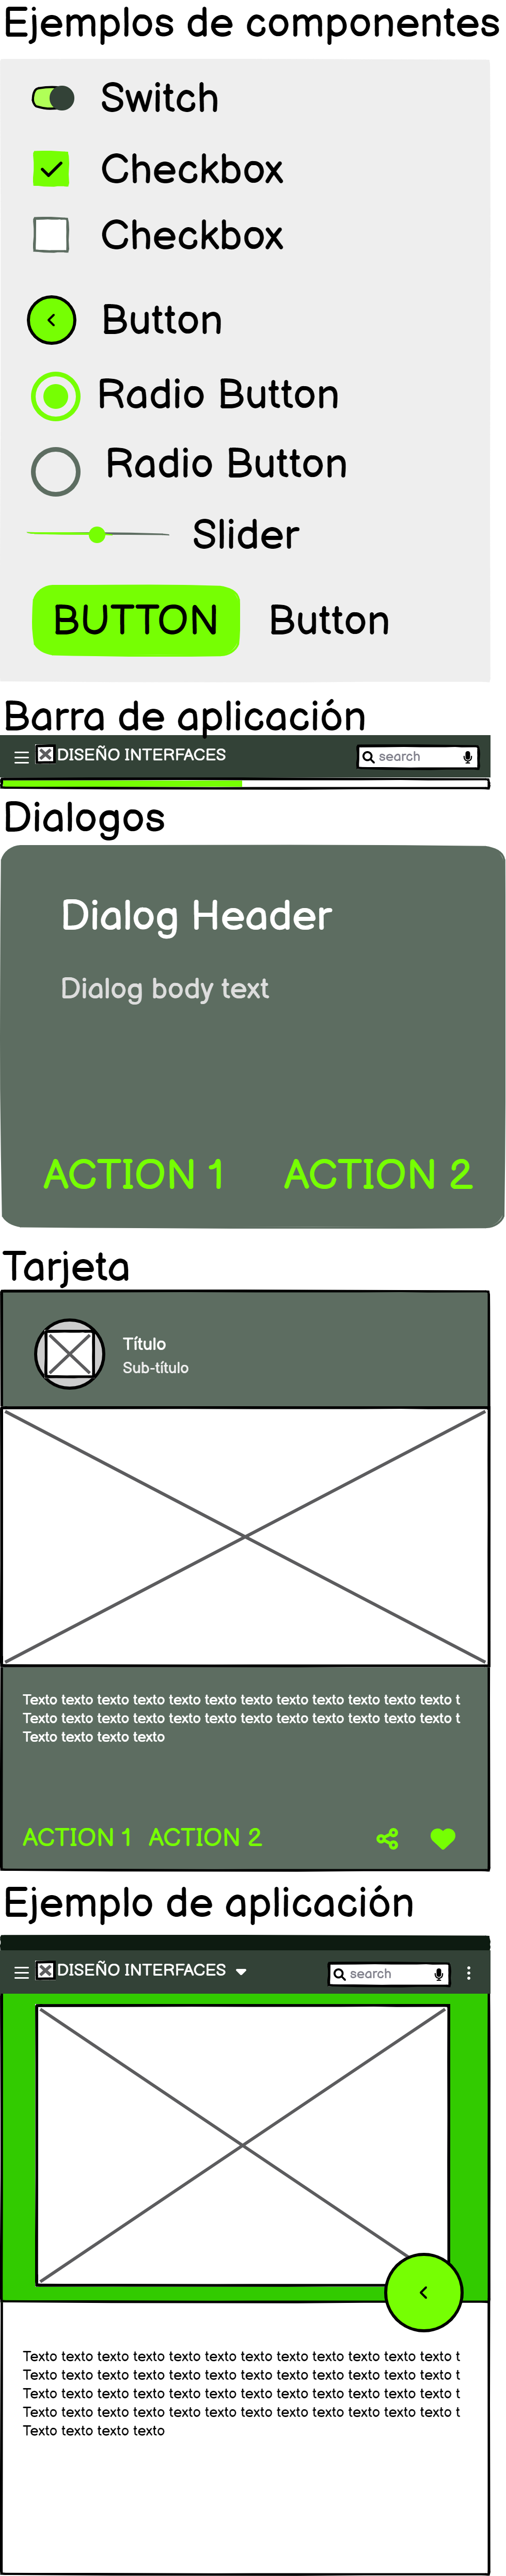 Ejemplos de componentes
Switch
Checkbox
Checkbox
Button
Radio Button
Radio Button
Slider
BUTTON Button
Barra de aplicación
DISEÑO INTERFACES search
Dialogos
Dialog Header
Dialog body text
ACTION 1 ACTION 2
Tarjeta
Título
Sub-título
Texto texto texto texto texto texto texto texto texto texto texto texto t
Texto texto texto texto texto texto texto texto texto texto texto texto t
Texto texto texto texto
ACTION 1 ACTION 2
Ejemplo de aplicación
DISEÑO INTERFACES search
Texto texto texto texto texto texto texto texto texto texto texto texto t
Texto texto texto texto texto texto texto texto texto texto texto texto t
Texto texto texto texto texto texto texto texto texto texto texto texto t
Texto texto texto texto texto texto texto texto texto texto texto texto t
Texto texto texto texto